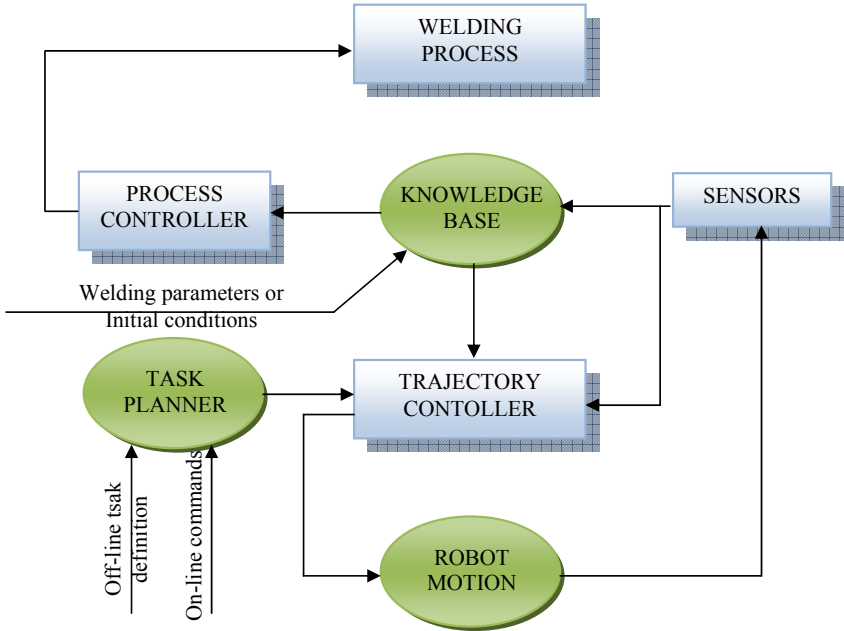 WELDING
PROCESS
PROCESS
CONTROLLER
KNOWLEDGE
BASE
SENSORS
Welding parameters or
Initial conditions
TASK
PLANNER
TRAJECTORY
CONTOLLER
Off-line tsak
definition
On-line commands
ROBOT
MOTION